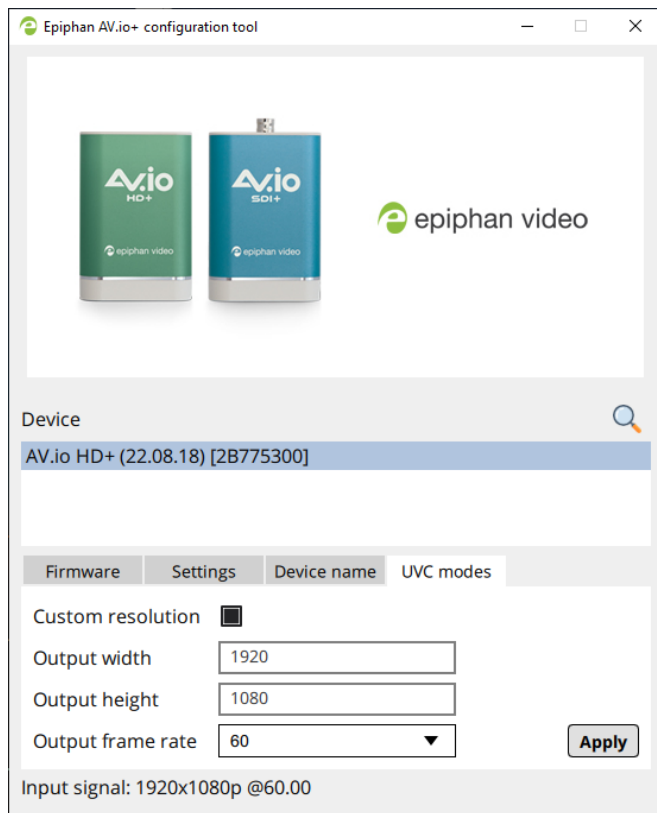 Epiphan AV.io+ configuration tool
AV.io
HD+
epiphan video
AV.io
SDI+
epiphan video
epiphan video
Device
AV.io HD+ (22.08.18) [2B775300]
Firmware Settings Device name UVC modes
Custom resolution
Output width 1920
Output height 1080
Output frame rate 60 Apply
Input signal: 1920x1080p @60.00